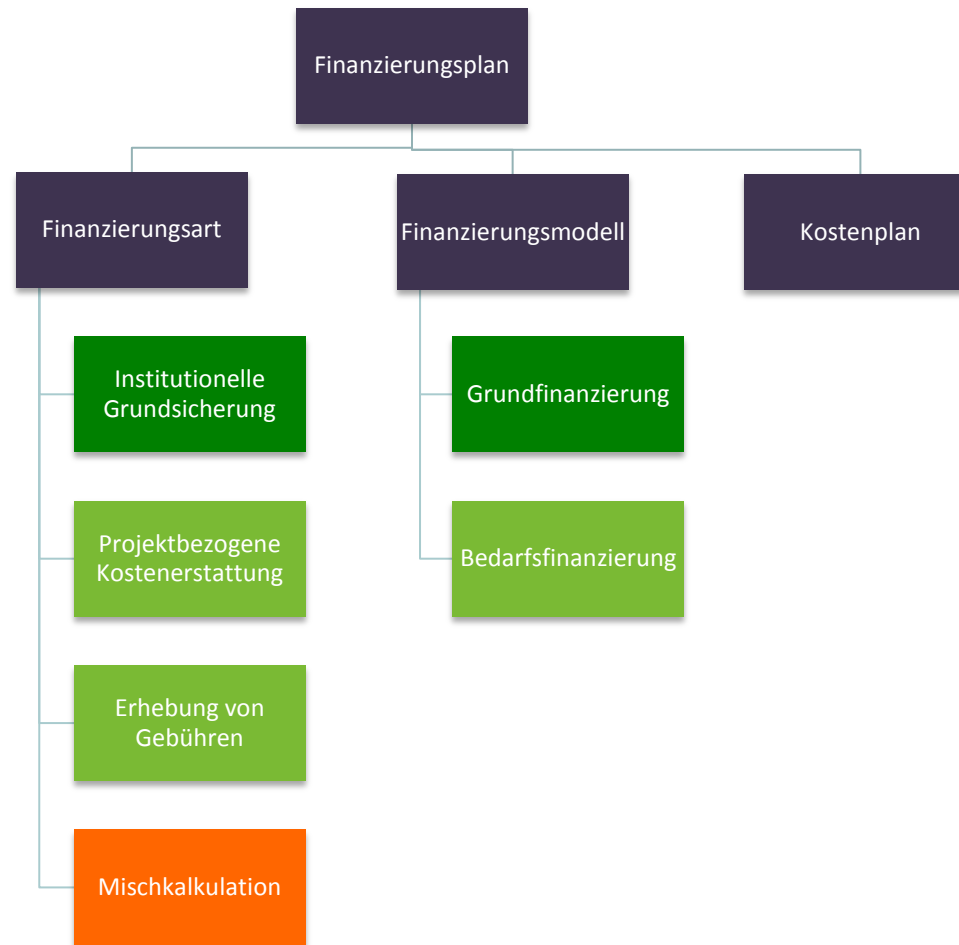 Finanzierungsplan
Finanzierungsart
Finanzierungsmodell
Kostenplan
Institutionelle
Grundsicherung
Grundfinanzierung
Projektbezogene
Kostenerstattung
Bedarfsfinanzierung
Erhebung von
Gebühren
Mischkalkulation